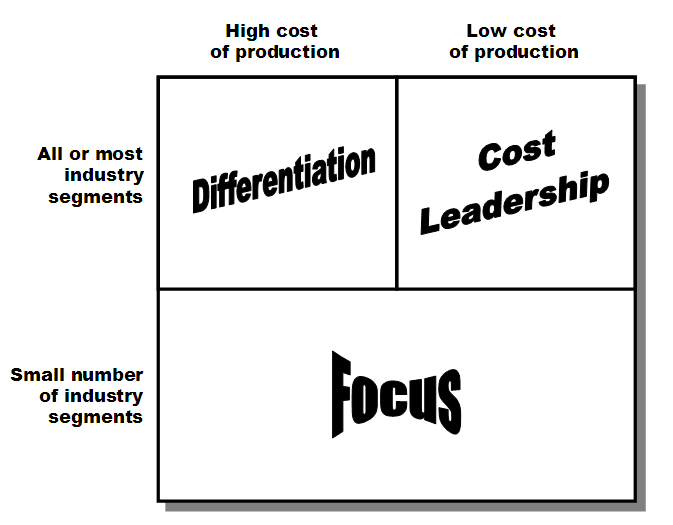 High cost
of production
Low cost
of production
All or most
industry
segments
Differentiation
Cost
Leadership
Small number
of industry
segments
Focus